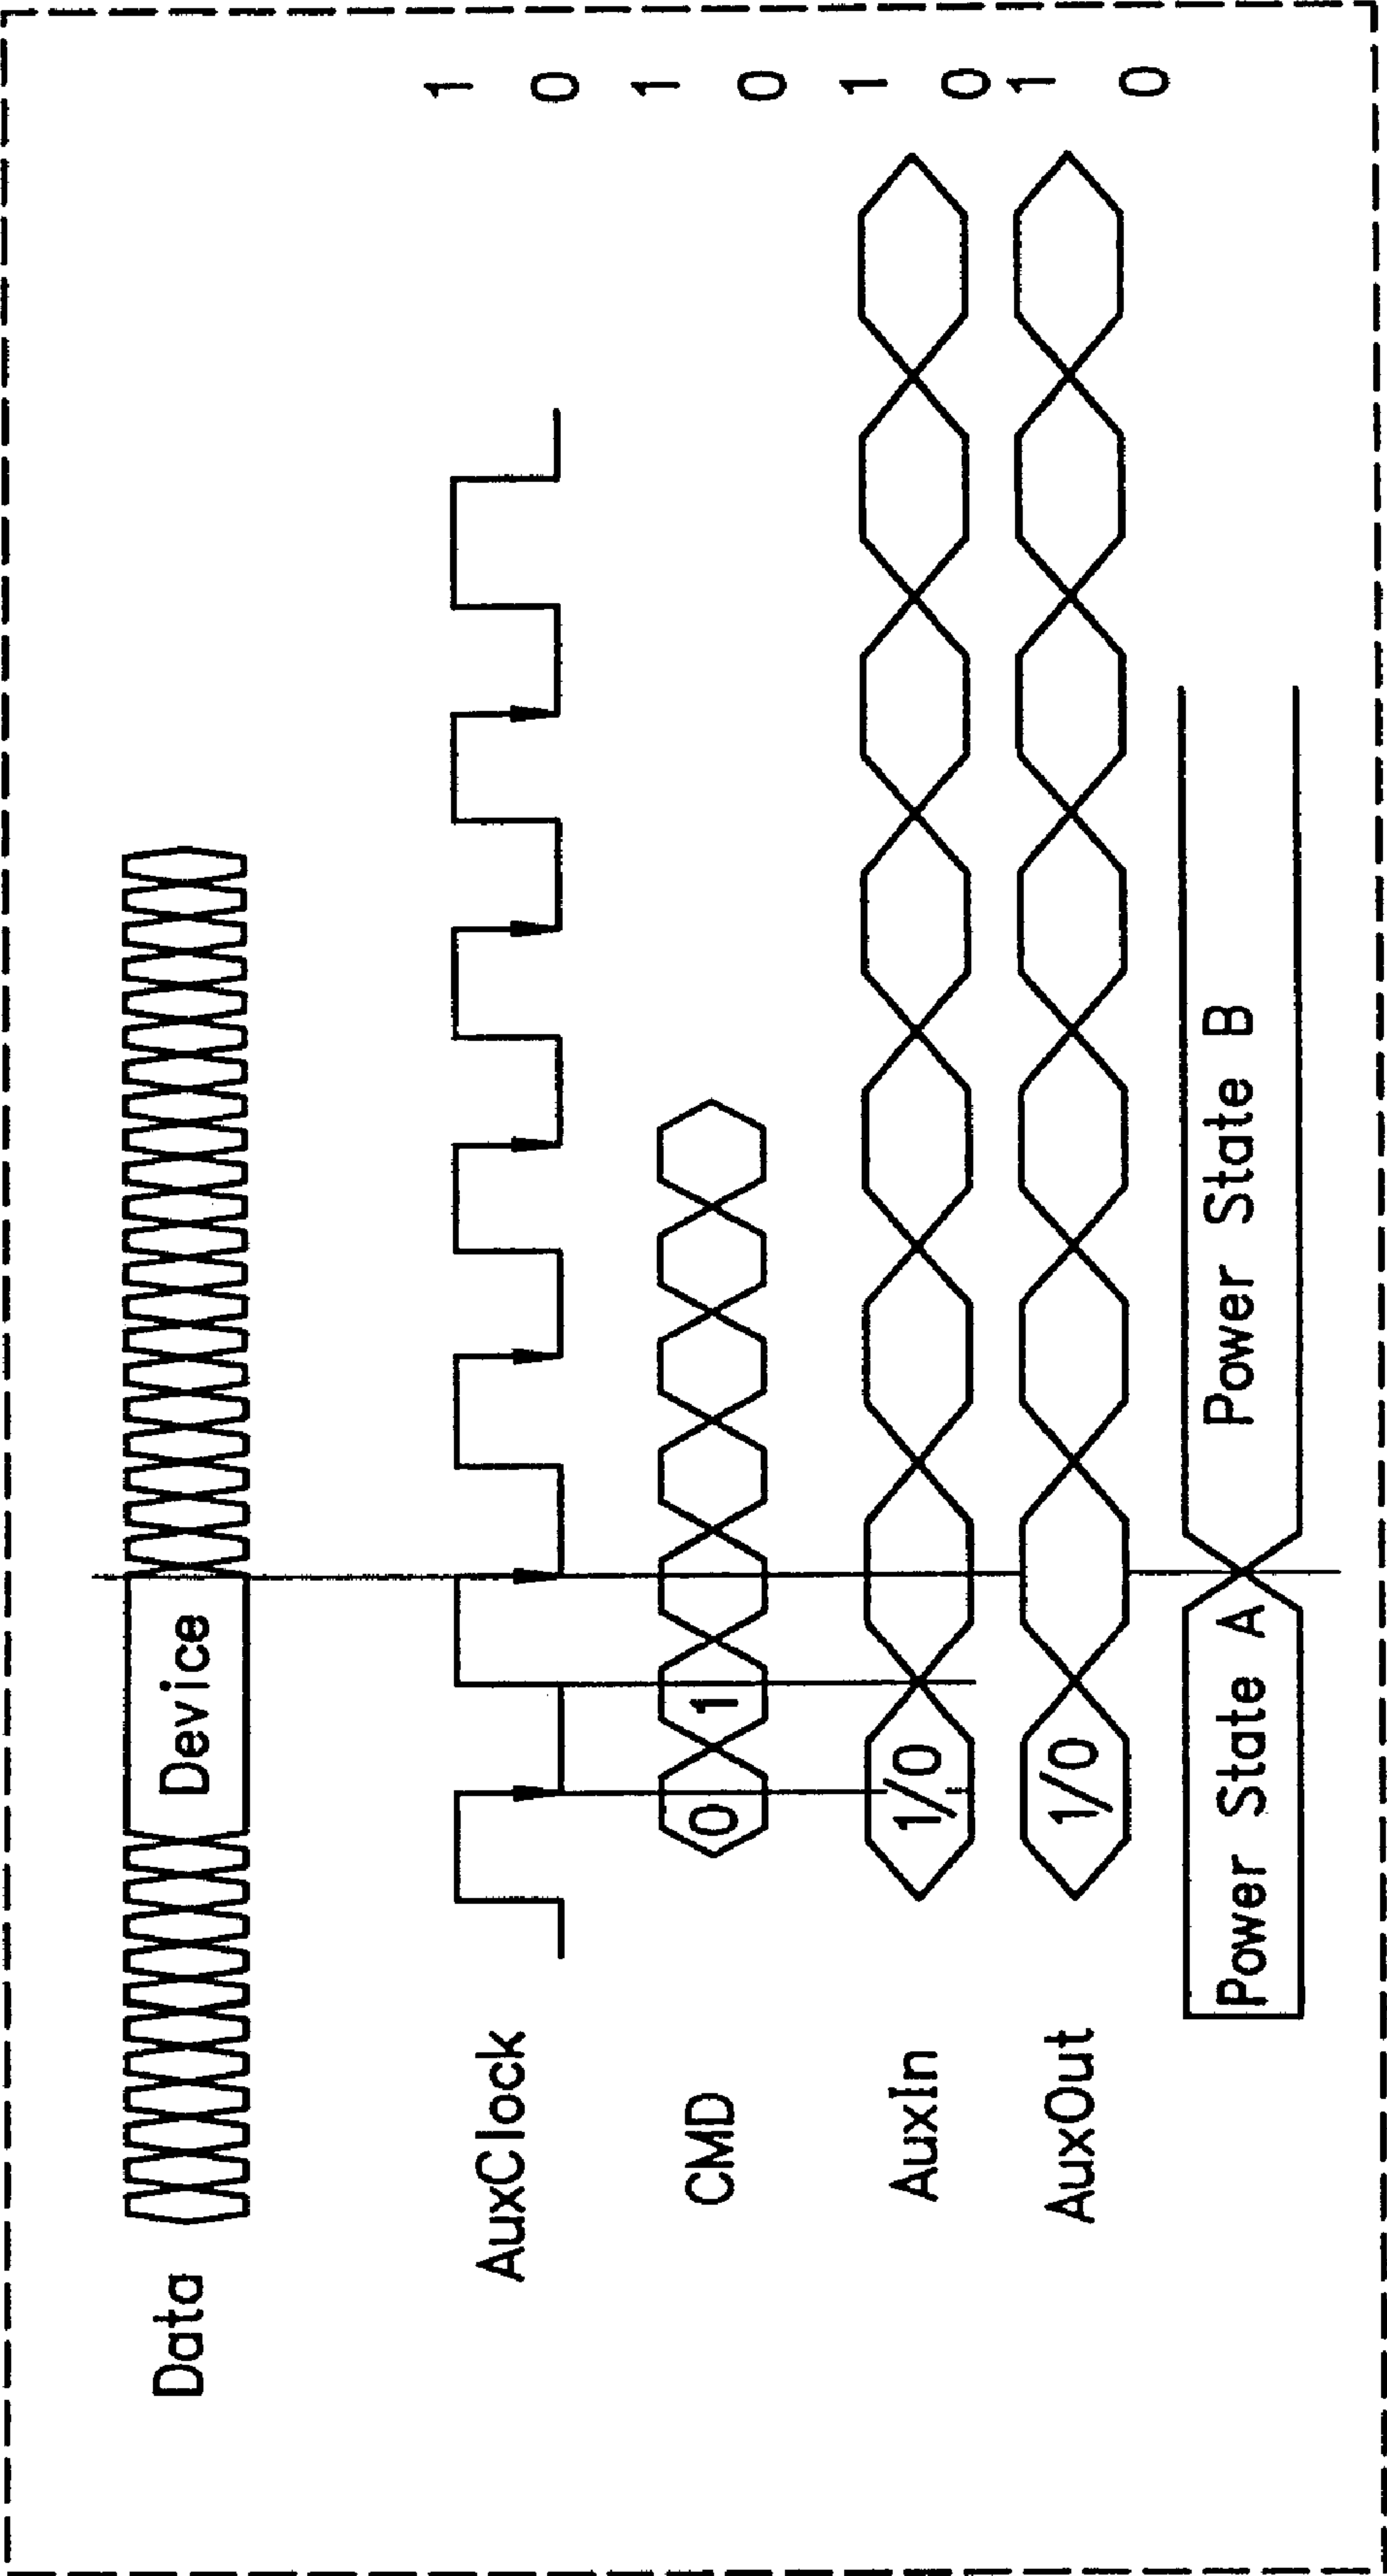 Data
Device
AuxClock
1
0
CMD
0
1
1
0
AuxIn
1/0
1
0
AuxOut
1/0
1
0
Power State A
Power State B